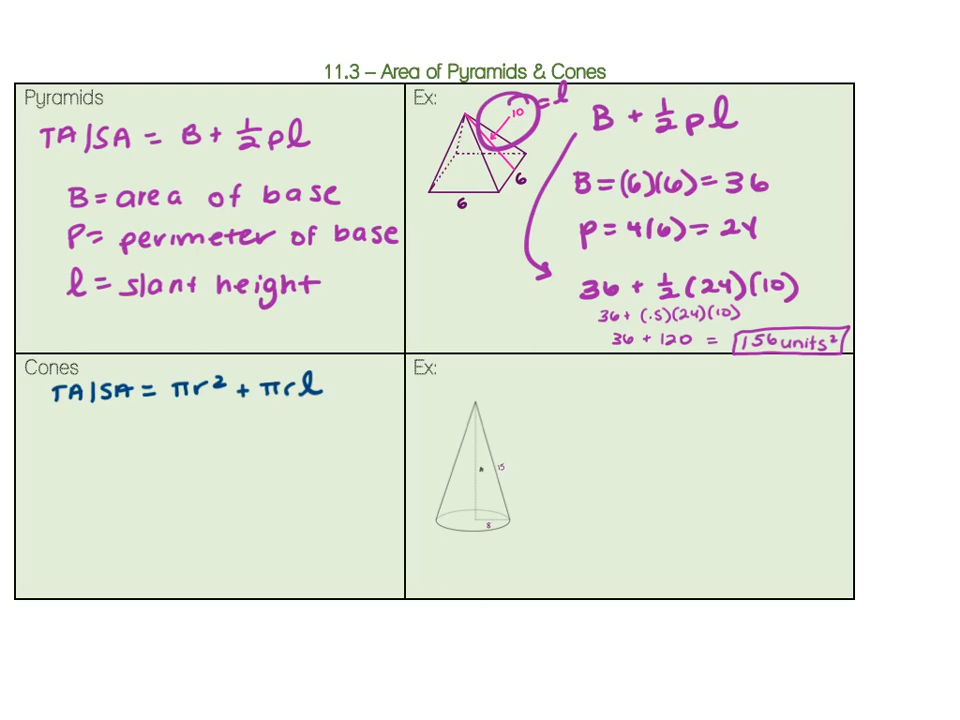 11.3 – Area of Pyramids & Cones
Pyramids
TA/SA = B + ½pl
B = area of base
P = perimeter of base
l = slant height
Ex:
10
= l
6
6
B + ½pl
B = (6)(6) = 36
p = 4(6) = 24
36 + ½(24)(10)
36 + (.5)(24)(10)
36 + 120 = 156 units²
Cones
TA/SA = πr² + πrl
Ex:
15
8